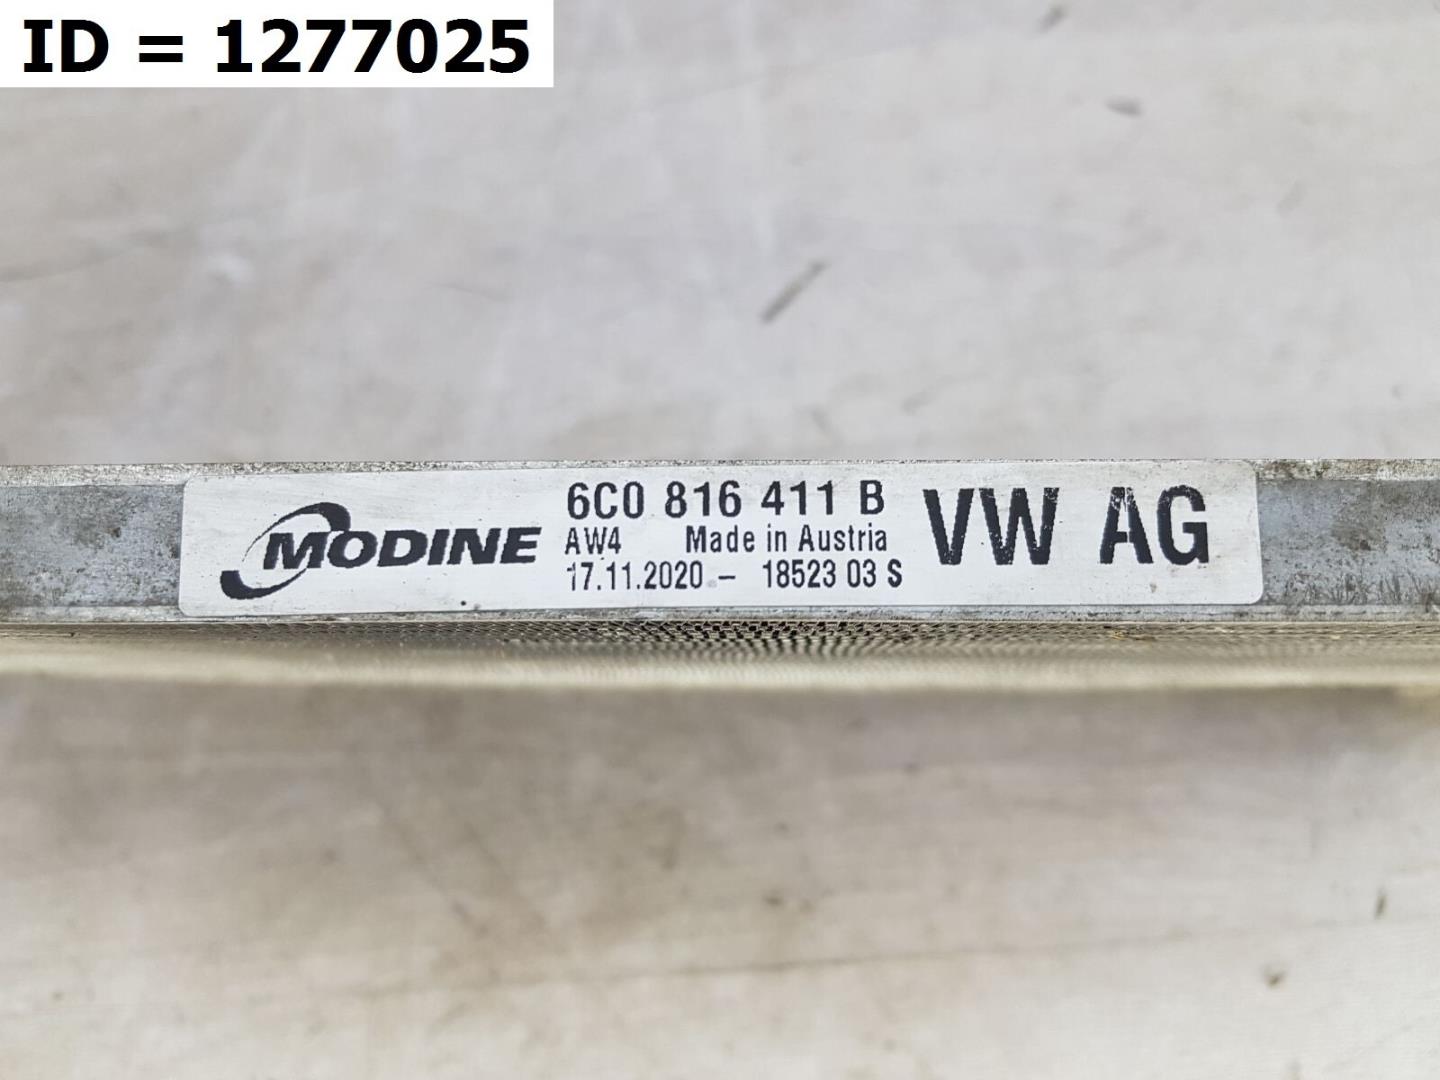 ID = 1277025
MODINE
6C0 816 411 B
AW4 Made in Austria
17.11.2020 - 18523 03 S
VW AG